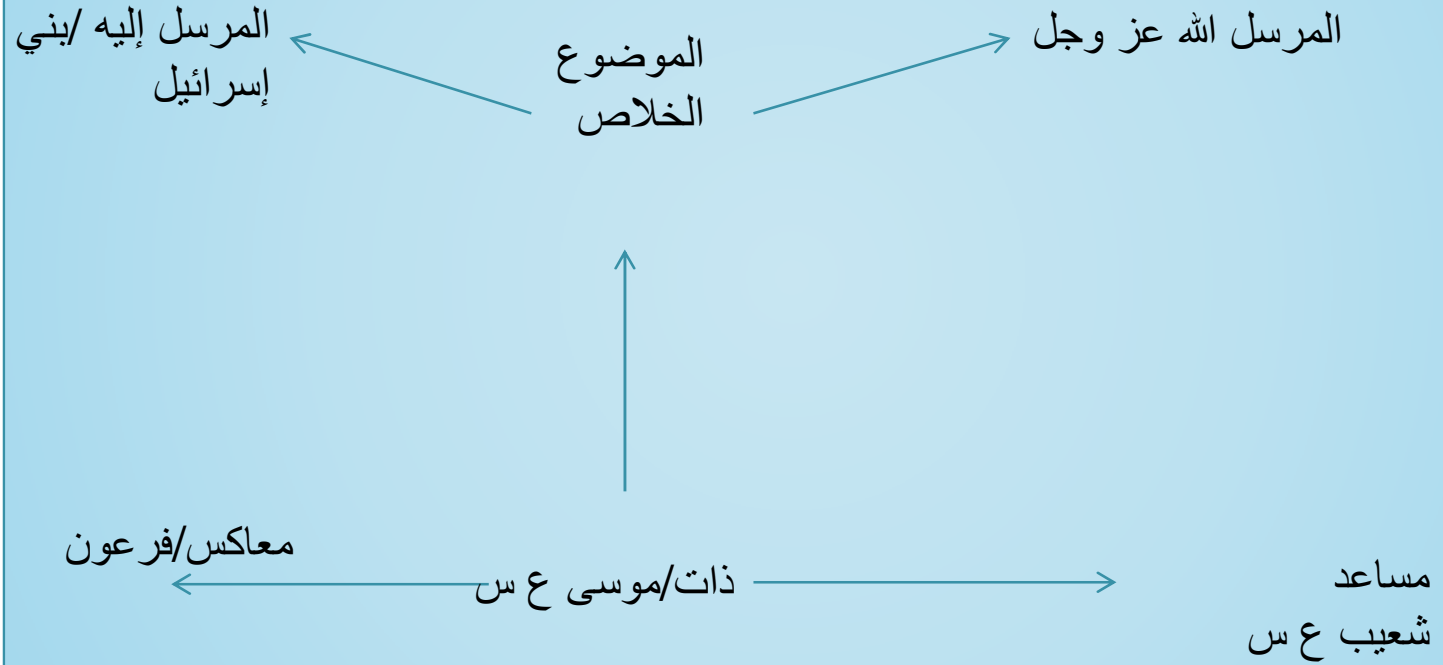 المرسل الله عز وجل
الموضوع
الخلاص
المرسل إليه /بني
إسرائيل
مساعد
شعيب ع س
ذات/موسى ع س
معاكس/فرعون